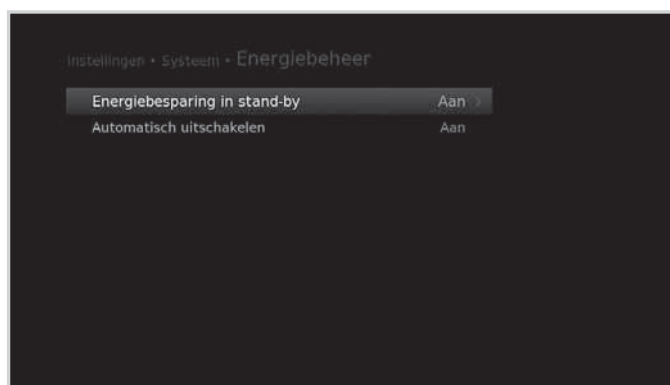 Instellingen • Systeem • Energiebeheer
Energiebesparing in stand-by Aan
Automatisch uitschakelen Aan